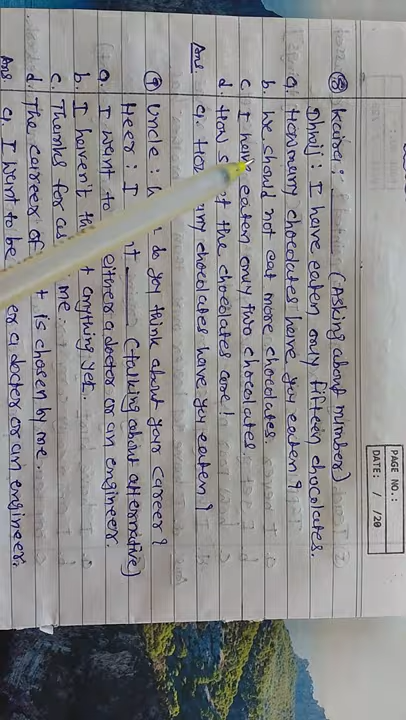 PAGE NO.:
DATE: / /20
⑧ Kavya: (Asking about number)
Dhruv: I have eaten only fifteen chocolates.
a. How many chocolates have you eaten?
b. We should not eat more chocolates.
c. I have eaten only two chocolates.
d. How the chocolates are!
Ans a. chocolates have you eaten?
⑨ Uncle: do you think about your career?
Heer: I (talking about alternative)
a. I want to either a doctor or an engineer.
b. I haven't anything yet.
c. Thanks for me.
d. The career of is chosen by me.
Ans a. I want to be a doctor or an engineer.